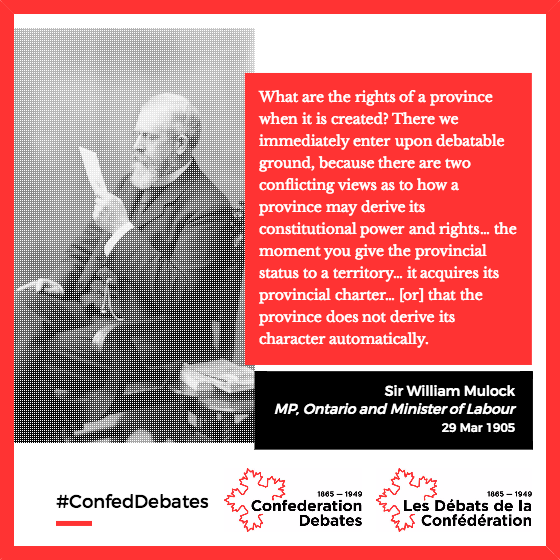 What are the rights of a province
when it is created? There we
immediately enter upon debatable
ground, because there are two
conflicting views as to how a
province may derive its
constitutional power and rights... the
moment you give the provincial
status to a territory... it acquires its
provincial charter... [or] that the
province does not derive its
character automatically.
Sir William Mulock
MP, Ontario and Minister of Labour
29 Mar 1905
#ConfedDebates
1865 — 1949
Confederation
Debates
1865 — 1949
Les Débats de la
Confédération